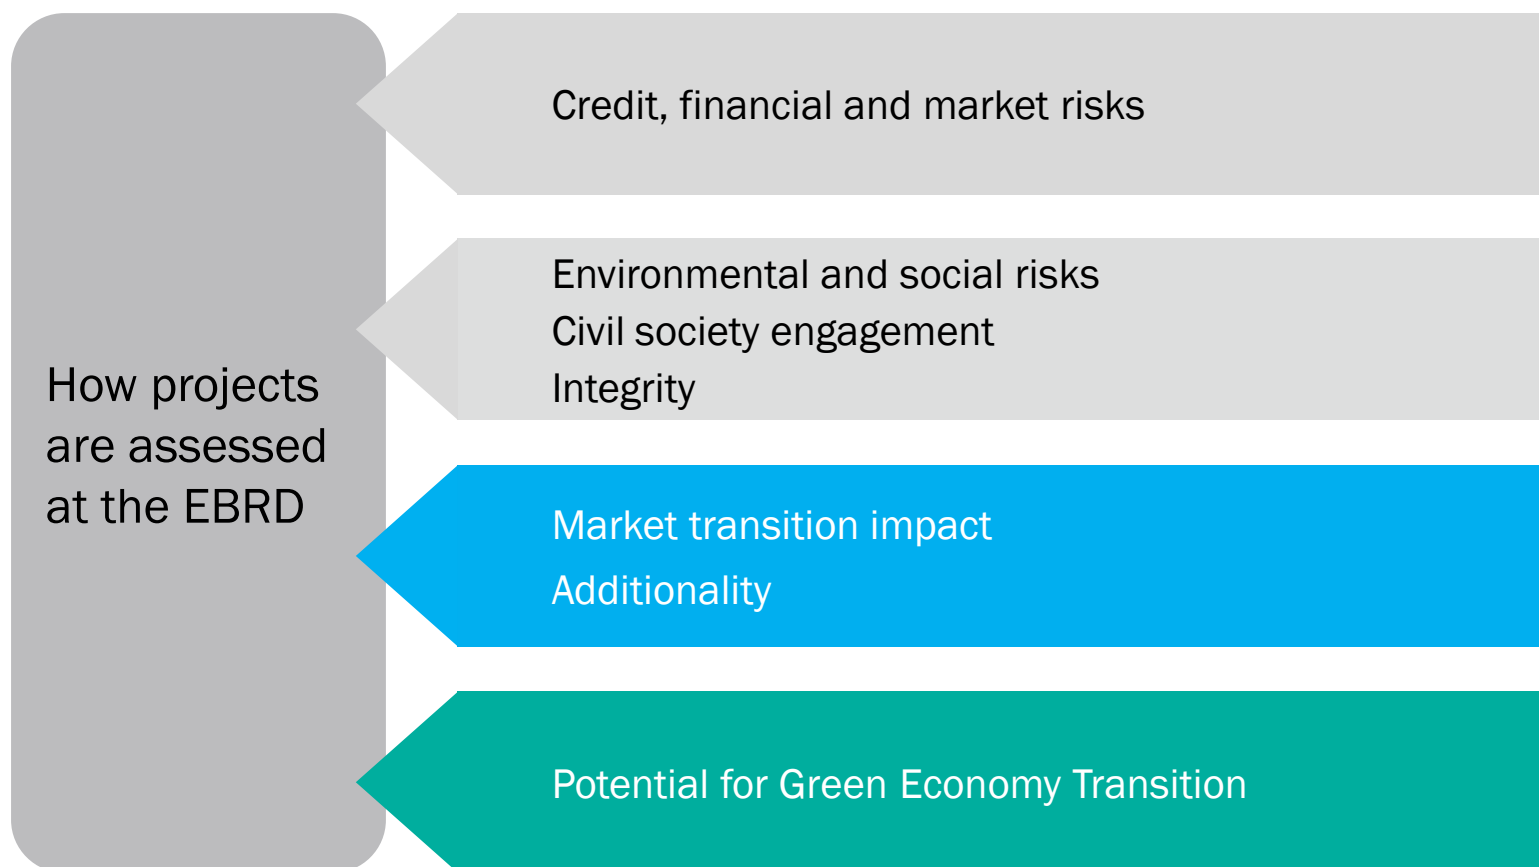 How projects
are assessed
at the EBRD
Credit, financial and market risks
Environmental and social risks
Civil society engagement
Integrity
Market transition impact
Additionality
Potential for Green Economy Transition